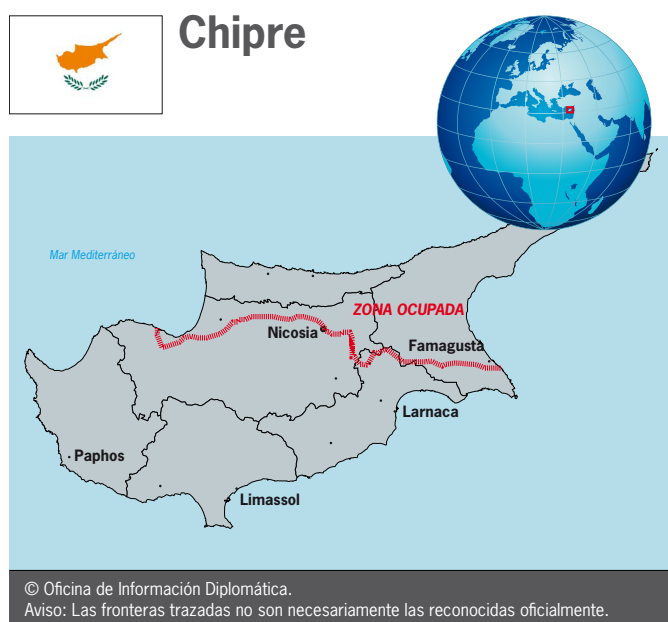 Chipre
Mar Mediterráneo
ZONA OCUPADA
Nicosia
Famagusta
Larnaca
Paphos
Limassol
© Oficina de Información Diplomática.
Aviso: Las fronteras trazadas no son necesariamente las reconocidas oficialmente.